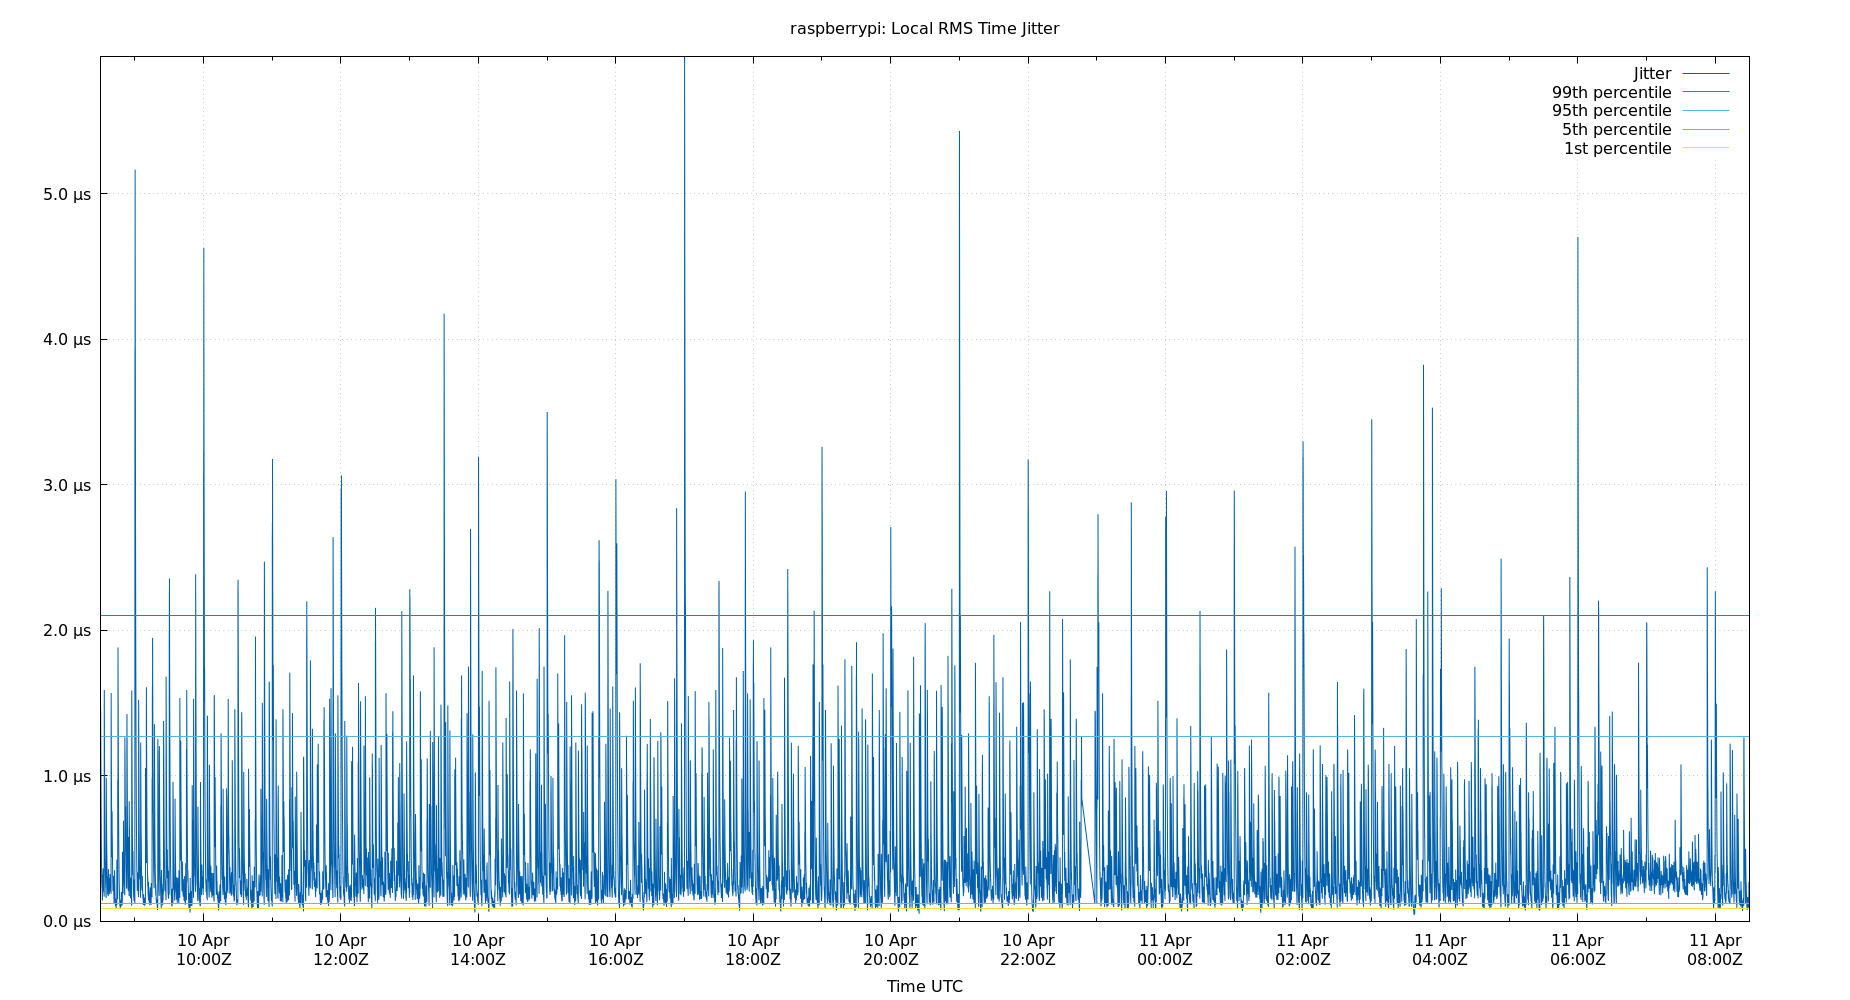 raspberrypi: Local RMS Time Jitter
Jitter
99th percentile
95th percentile
5th percentile
1st percentile
5.0 µs
4.0 µs
3.0 µs
2.0 µs
1.0 µs
0.0 µs
10 Apr 10 Apr 10 Apr 10 Apr 10 Apr 10 Apr 10 Apr 11 Apr 11 Apr 11 Apr 11 Apr 11 Apr
10:00Z 12:00Z 14:00Z 16:00Z 18:00Z 20:00Z 22:00Z 00:00Z 02:00Z 04:00Z 06:00Z 08:00Z
Time UTC